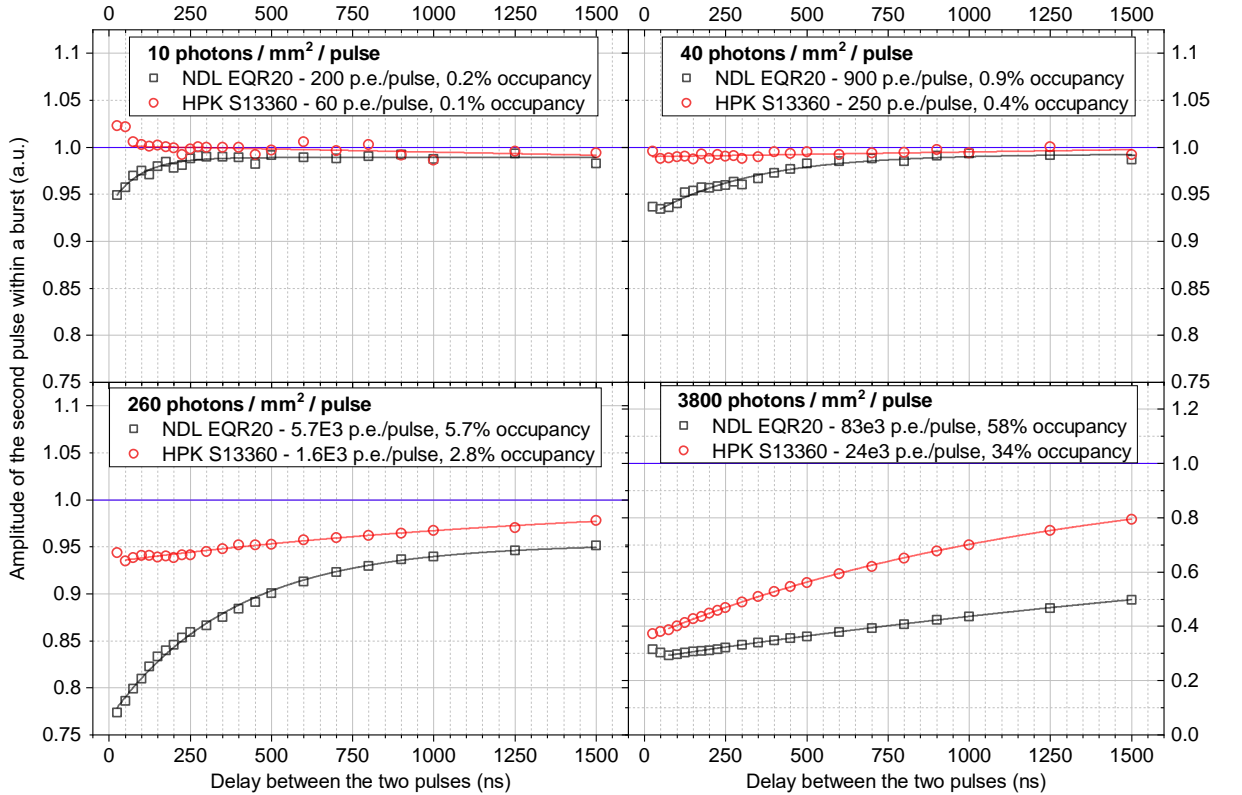 0 250 500 750 1000 1250 1500 0 250 500 750 1000 1250 1500
10 photons / mm² / pulse
NDL EQR20 - 200 p.e./pulse, 0.2% occupancy
HPK S13360 - 60 p.e./pulse, 0.1% occupancy
40 photons / mm² / pulse
NDL EQR20 - 900 p.e./pulse, 0.9% occupancy
HPK S13360 - 250 p.e./pulse, 0.4% occupancy
1.1
1.05
1.0
0.95
0.9
0.85
0.8
0.75
1.1
1.05
1.0
0.95
0.9
0.85
0.8
0.75
Amplitude of the second pulse within a burst (a.u.)
260 photons / mm² / pulse
NDL EQR20 - 5.7E3 p.e./pulse, 5.7% occupancy
HPK S13360 - 1.6E3 p.e./pulse, 2.8% occupancy
3800 photons / mm² / pulse
NDL EQR20 - 83e3 p.e./pulse, 58% occupancy
HPK S13360 - 24e3 p.e./pulse, 34% occupancy
1.1
1.05
1.0
0.95
0.9
0.85
0.8
0.75
1.2
1.0
0.8
0.6
0.4
0.2
0.0
0 250 500 750 1000 1250 1500 250 500 750 1000 1250 1500
Delay between the two pulses (ns)
Delay between the two pulses (ns)